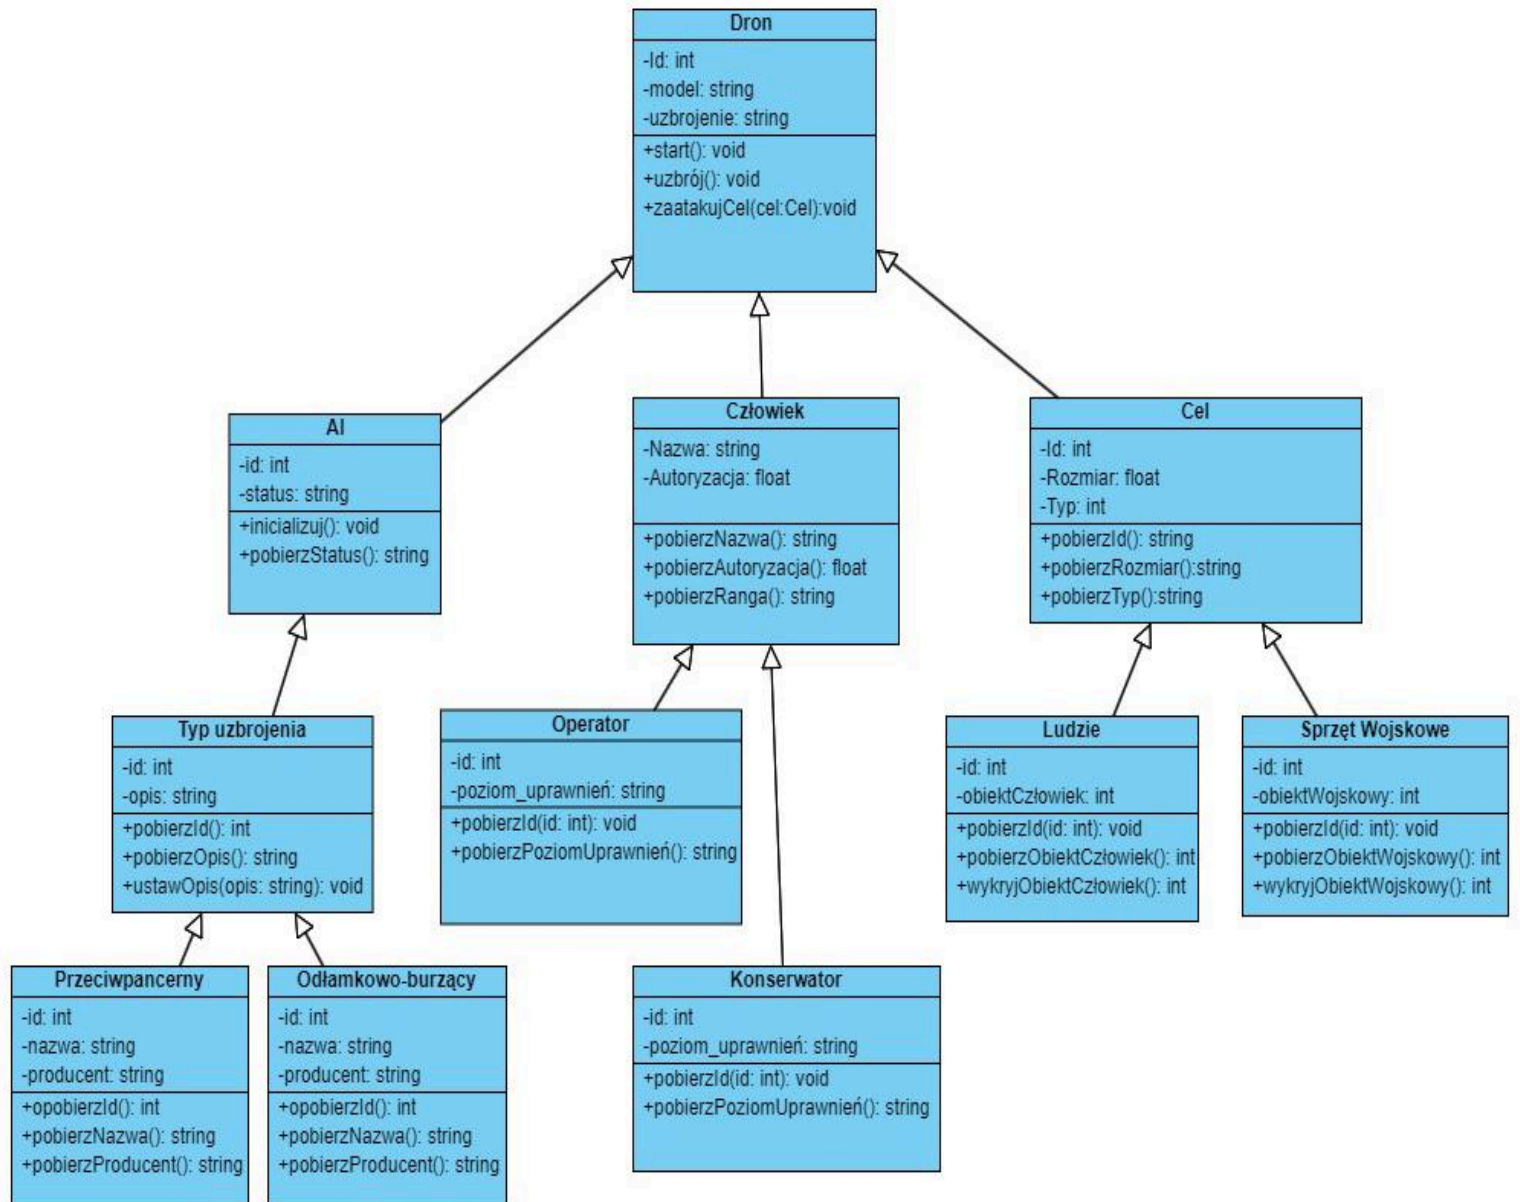 Dron
-Id: int
-model: string
-uzbrojenie: string
+start(): void
+uzbrój(): void
+zaatakujCel(cel:Cel):void
AI
-id: int
-status: string
+inicializuj(): void
+pobierzStatus(): string
Człowiek
-Nazwa: string
-Autoryzacja: float
+pobierzNazwa(): string
+pobierzAutoryzacja(): float
+pobierzRanga(): string
Cel
-Id: int
-Rozmiar: float
-Typ: int
+pobierzId(): string
+pobierzRozmiar():string
+pobierzTyp():string
Typ uzbrojenia
-id: int
-opis: string
+pobierzId(): int
+pobierzOpis(): string
+ustawOpis(opis: string): void
Operator
-id: int
-poziom_uprawnień: string
+pobierzId(id: int): void
+pobierzPoziomUprawnień(): string
Ludzie
-id: int
-obiektCzłowiek: int
+pobierzId(id: int): void
+pobierzObiektCzłowiek(): int
+wykryjObiektCzłowiek(): int
Sprzęt Wojskowe
-id: int
-obiektWojskowy: int
+pobierzId(id: int): void
+pobierzObiektWojskowy(): int
+wykryjObiektWojskowy(): int
Przeciwpancerny
-id: int
-nazwa: string
-producent: string
+opobierzId(): int
+pobierzNazwa(): string
+pobierzProducent(): string
Odłamkowo-burzący
-id: int
-nazwa: string
-producent: string
+opobierzId(): int
+pobierzNazwa(): string
+pobierzProducent(): string
Konserwator
-id: int
-poziom_uprawnień: string
+pobierzId(id: int): void
+pobierzPoziomUprawnień(): string